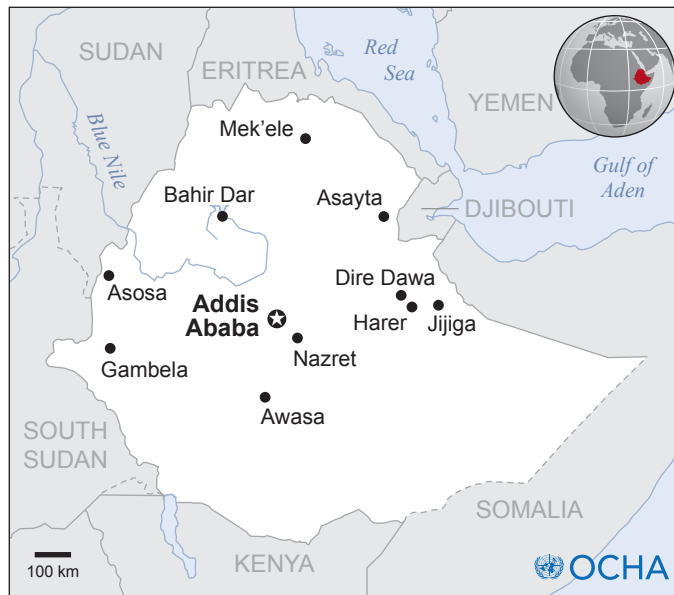 SUDAN
Red
Sea
ERITREA
YEMEN
Blue Nile
Mek'ele
Gulf of
Aden
Bahir Dar
Asayta
DJIBOUTI
Asosa
Dire Dawa
Addis
Ababa
Harer
Jijiga
Gambela
Nazret
Awasa
SOUTH
SUDAN
SOMALIA
KENYA
100 km
OCHA